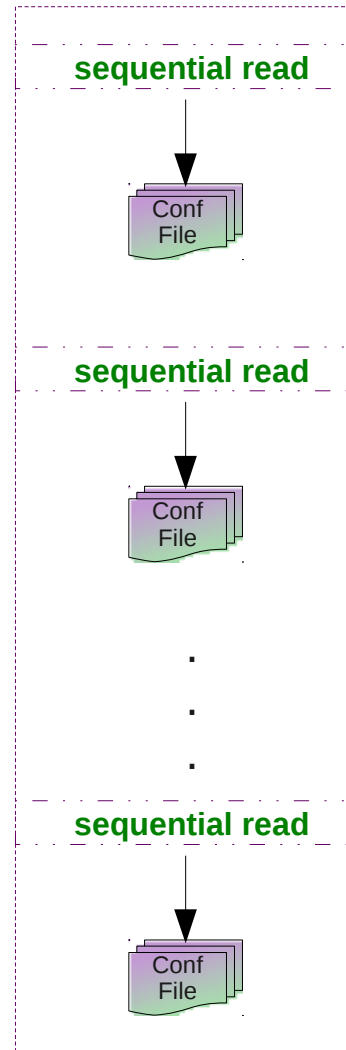 sequential read
Conf
File
sequential read
Conf
File
.
.
.
sequential read
Conf
File